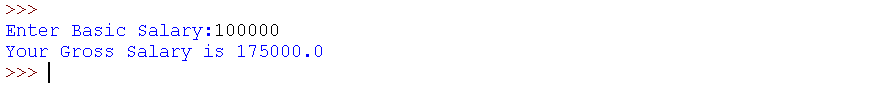 >>>
Enter Basic Salary:100000
Your Gross Salary is 175000.0
>>>